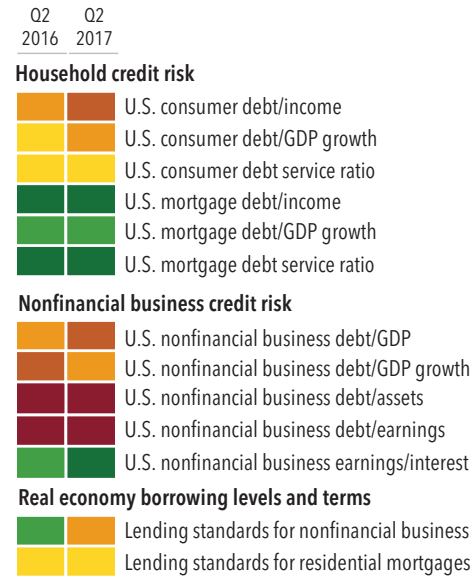 Q2 Q2
2016 2017
Household credit risk
U.S. consumer debt/income
U.S. consumer debt/GDP growth
U.S. consumer debt service ratio
U.S. mortgage debt/income
U.S. mortgage debt/GDP growth
U.S. mortgage debt service ratio
Nonfinancial business credit risk
U.S. nonfinancial business debt/GDP
U.S. nonfinancial business debt/GDP growth
U.S. nonfinancial business debt/assets
U.S. nonfinancial business debt/earnings
U.S. nonfinancial business earnings/interest
Real economy borrowing levels and terms
Lending standards for nonfinancial business
Lending standards for residential mortgages